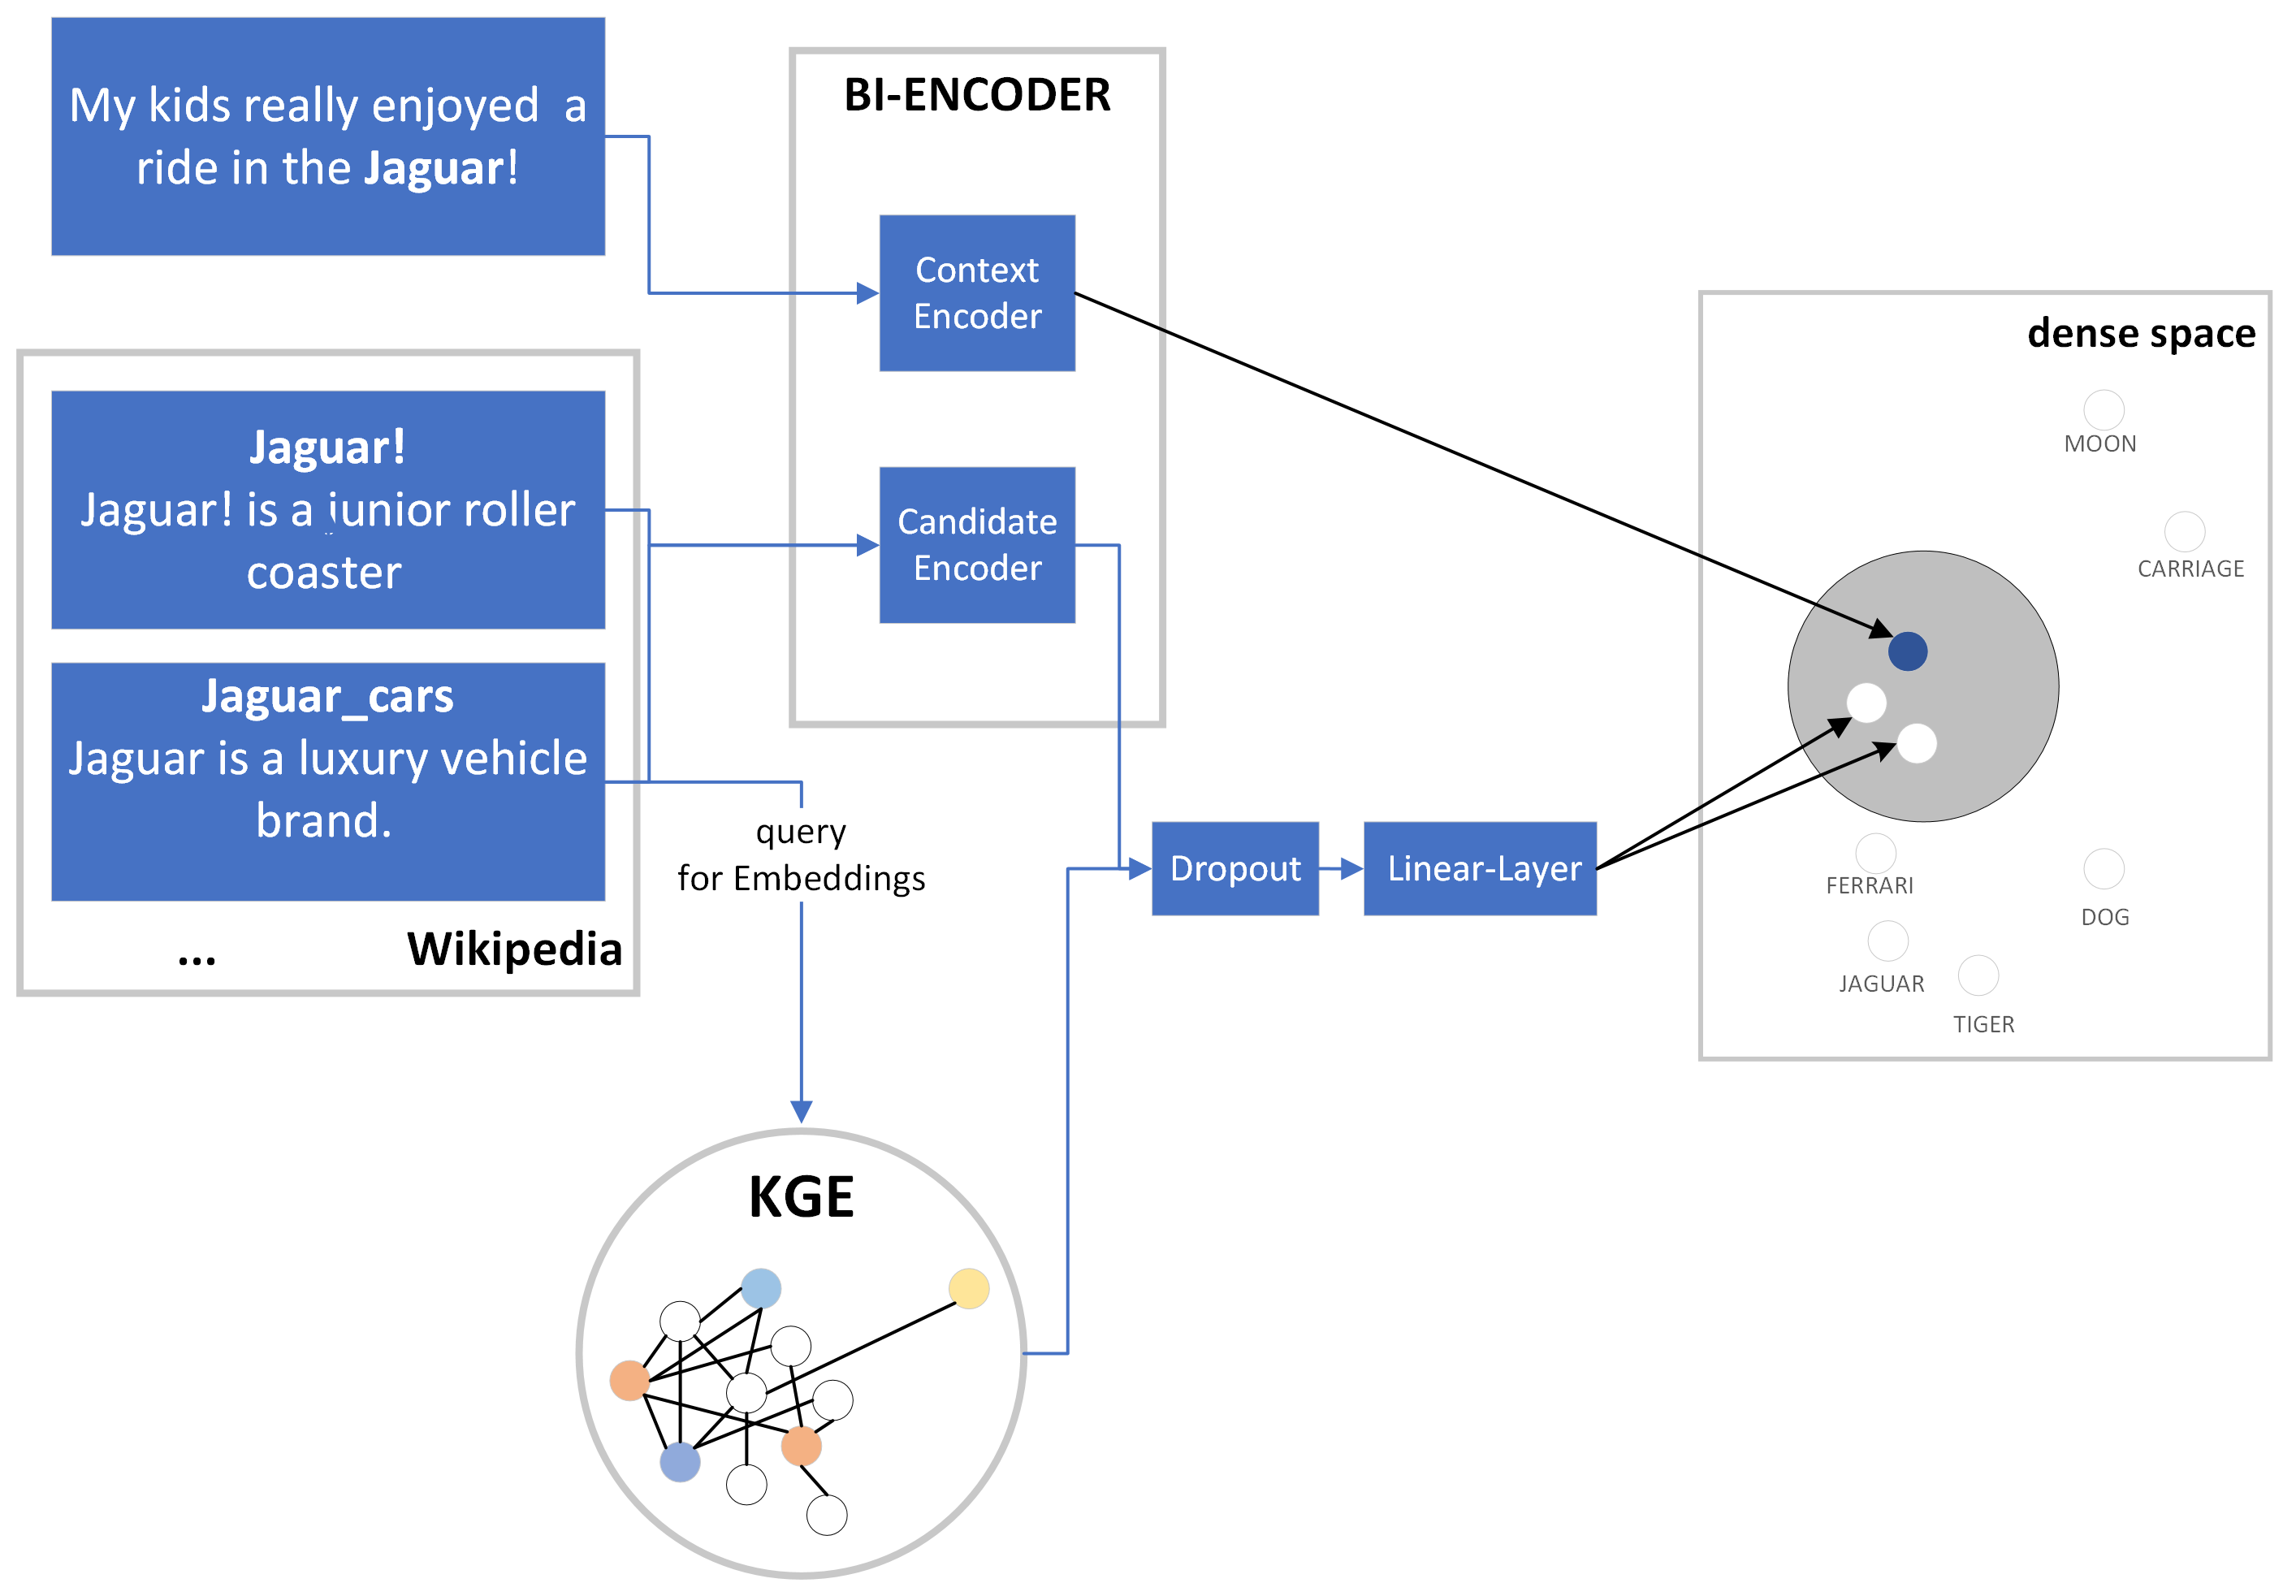 My kids really enjoyed a
ride in the Jaguar!
BI-ENCODER
Context
Encoder
Candidate
Encoder
Jaguar!
Jaguar! is a junior roller
coaster
Jaguar_cars
Jaguar is a luxury vehicle
brand.
...
Wikipedia
query
for Embeddings
KGE
Dropout
Linear-Layer
dense space
MOON
CARRIAGE
FERRARI
DOG
JAGUAR
TIGER